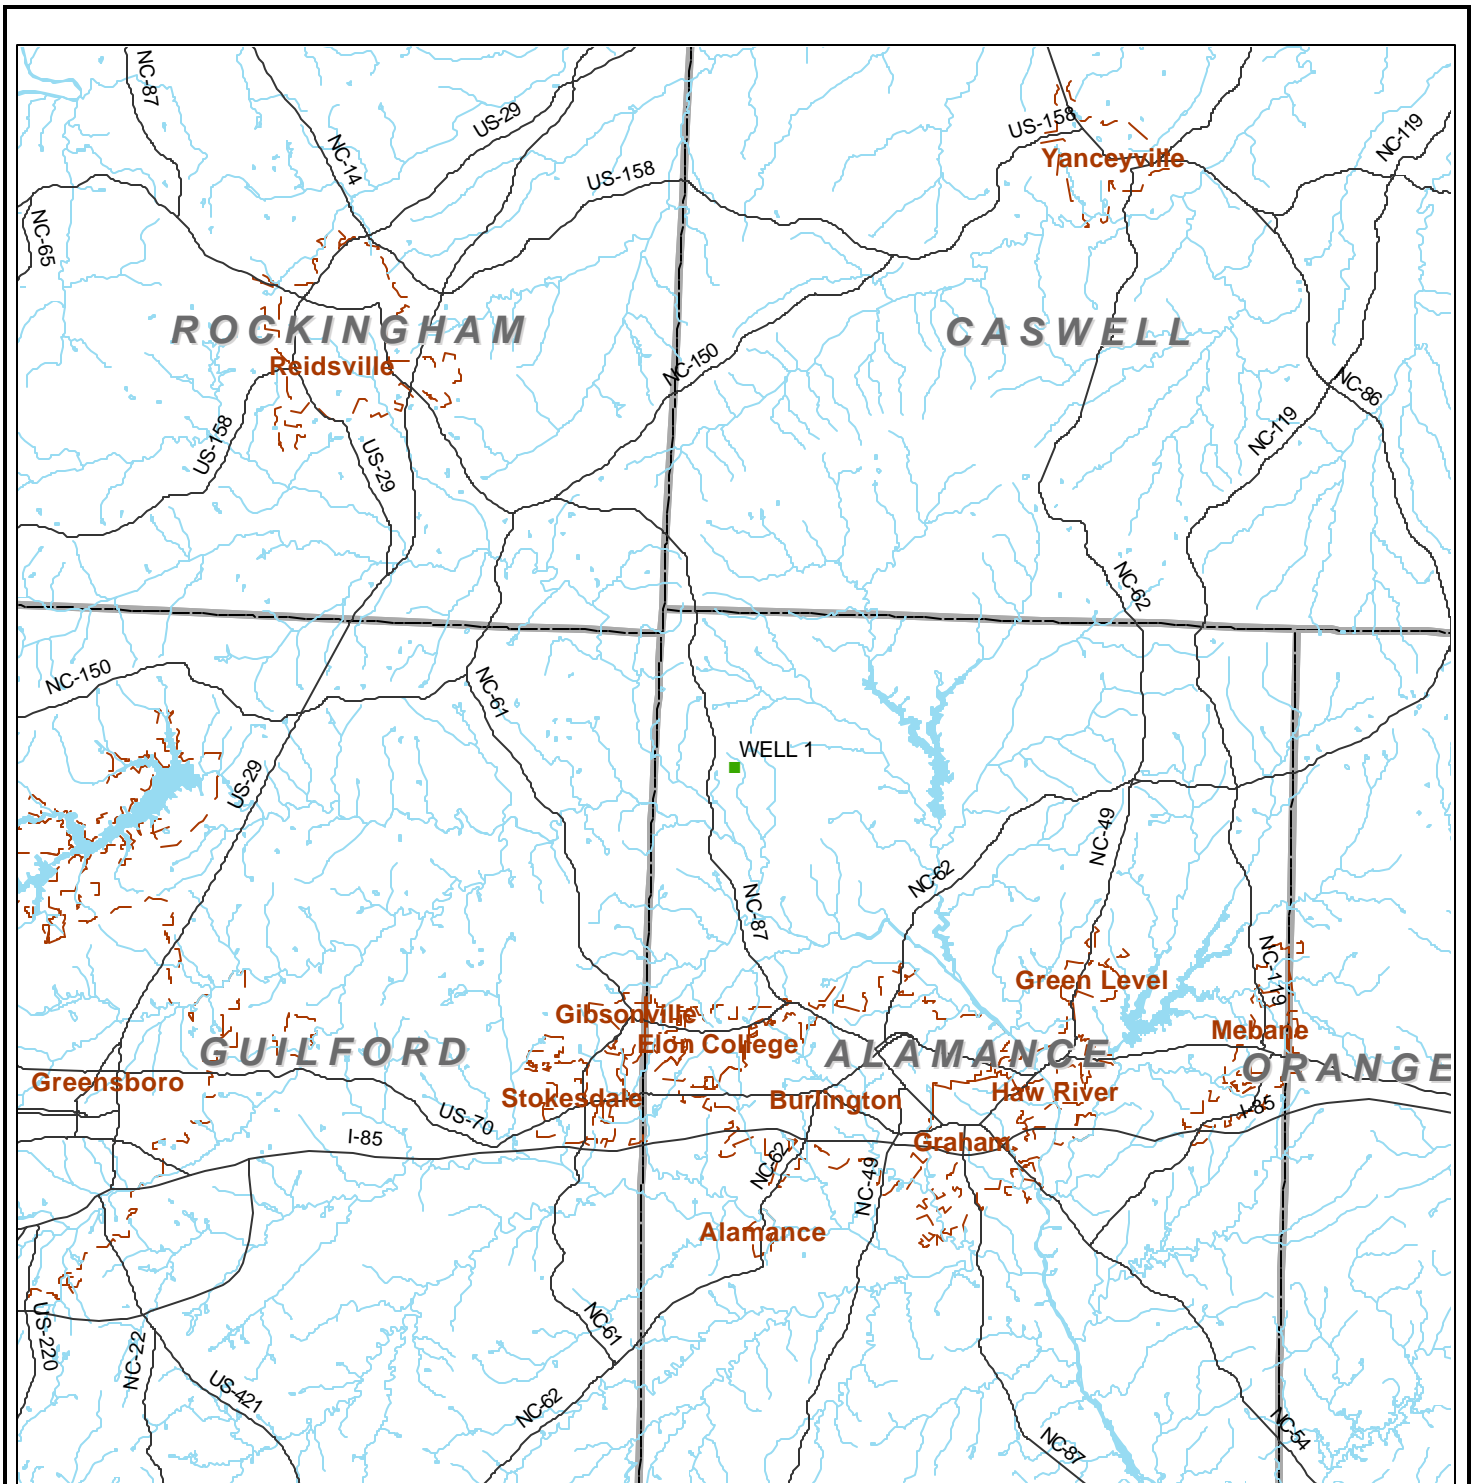 NC-87
US-29
NC-14
US-158
US-158
NC-119
Yanceyville
NC-65
ROCKINGHAM
CASWELL
Reidsville
NC-150
NC-86
NC-119
US-158
US-29
NC-62
NC-150
NC-61
WELL 1
US-29
NC-49
NC-62
NC-87
NC-119
Green Level
Gibsonville
Mebane
Elon College
GUILFORD
ALAMANCE
ORANGE
Greensboro
Stokesdale
Burlington
Haw River
I-85
US-70
I-85
Graham
NC-62
NC-49
Alamance
US-220
NC-22
NC-61
US-421
NC-62
NC-87
NC-54